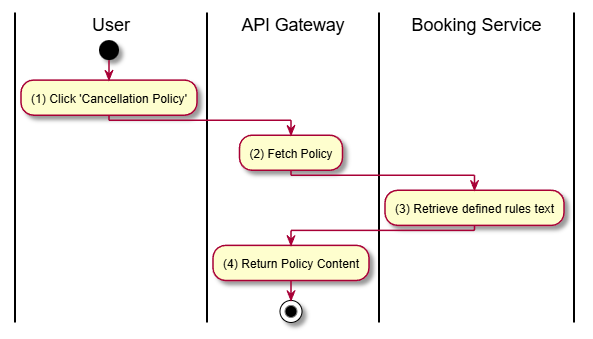 User
API Gateway
Booking Service
(1) Click 'Cancellation Policy'
(2) Fetch Policy
(3) Retrieve defined rules text
(4) Return Policy Content